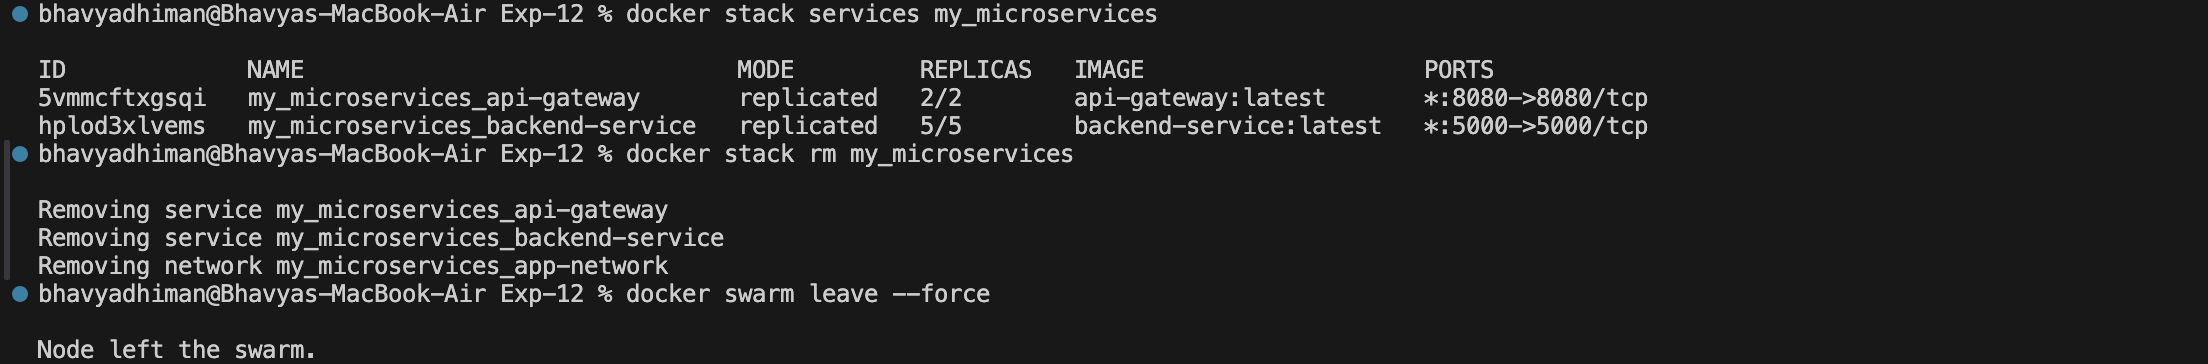 bhavyadhiman@Bhavyas-MacBook-Air Exp-12 % docker stack services my_microservices
ID NAME MODE REPLICAS IMAGE PORTS
5vmmcftxgsqi my_microservices_api-gateway replicated 2/2 api-gateway:latest *:8080->8080/tcp
hplod3xlvems my_microservices_backend-service replicated 5/5 backend-service:latest *:5000->5000/tcp
bhavyadhiman@Bhavyas-MacBook-Air Exp-12 % docker stack rm my_microservices
Removing service my_microservices_api-gateway
Removing service my_microservices_backend-service
Removing network my_microservices_app-network
bhavyadhiman@Bhavyas-MacBook-Air Exp-12 % docker swarm leave --force
Node left the swarm.